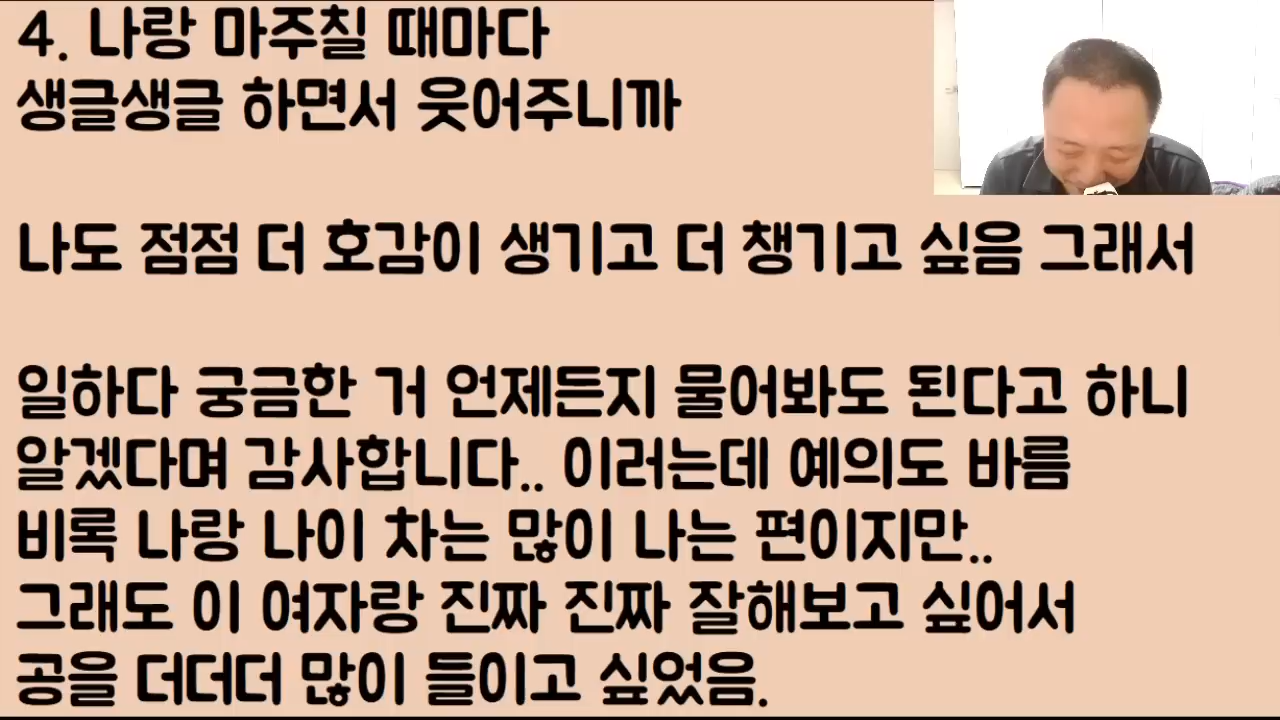 4. 나랑 마주칠 때마다
생글생글 하면서 웃어주니까
나도 점점 더 호감이 생기고 더 챙기고 싶음 그래서
일하다 궁금한 거 언제든지 물어봐도 된다고 하니
알겠다며 감사합니다.. 이러는데 예의도 바름
비록 나랑 나이 차는 많이 나는 편이지만..
그래도 이 여자랑 진짜 진짜 잘해보고 싶어서
공을 더더더 많이 들이고 싶었음.